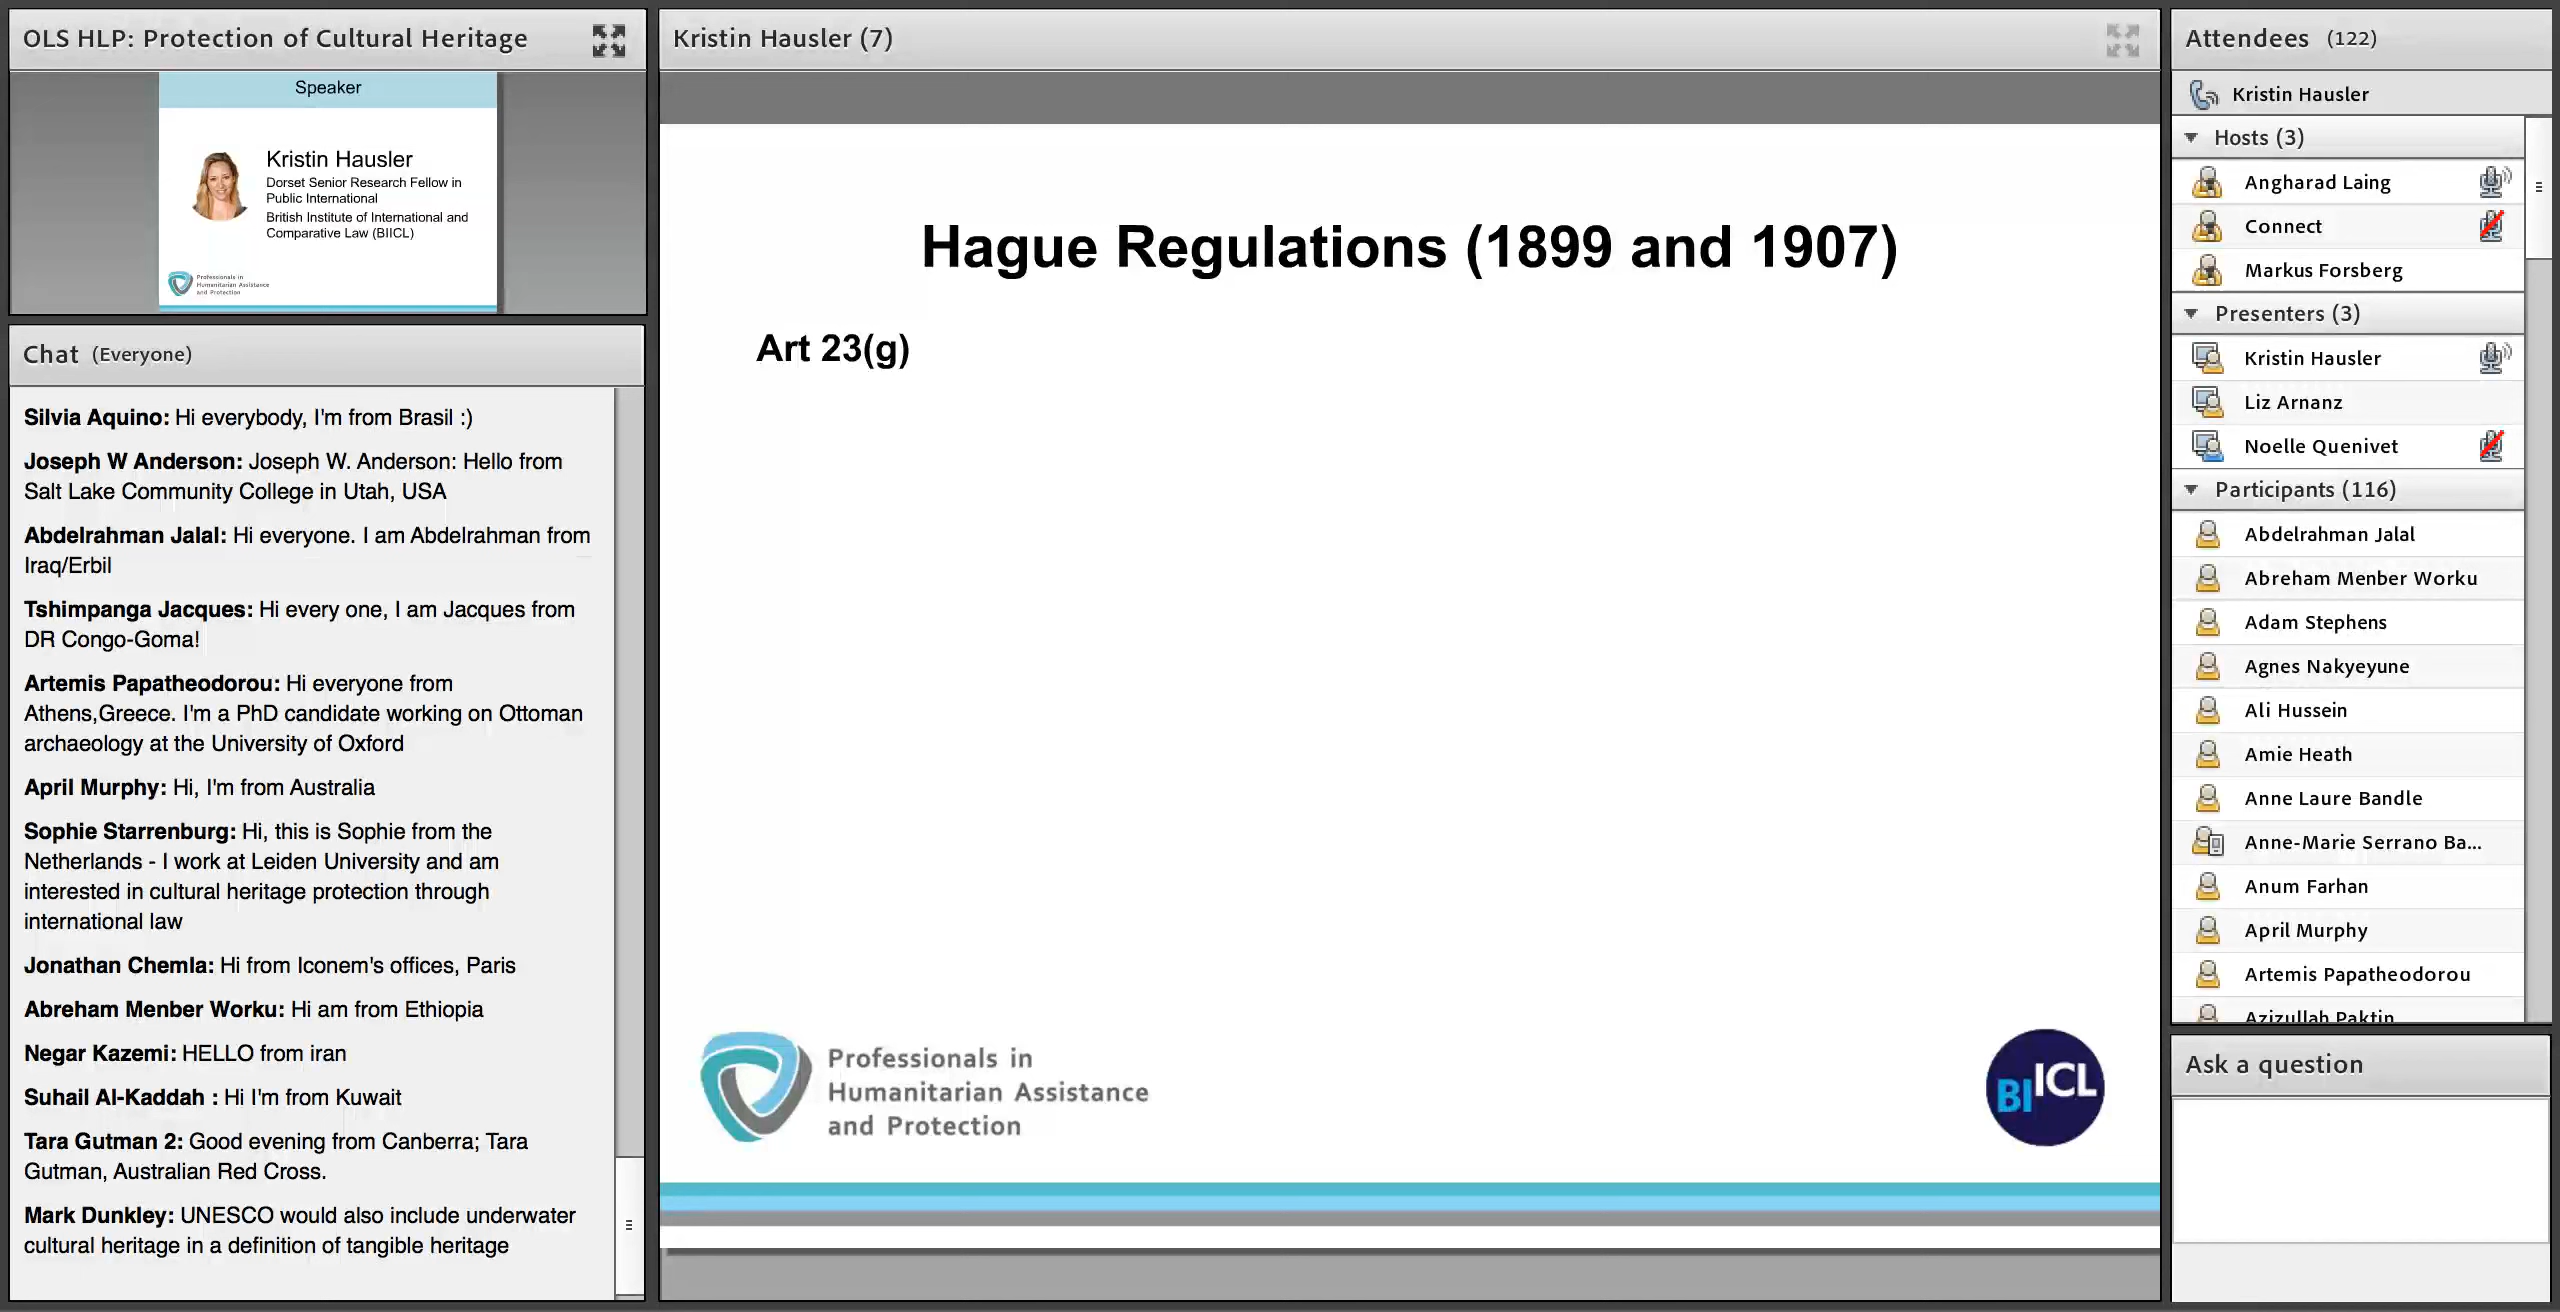 OLS HLP: Protection of Cultural Heritage
Speaker
Kristin Hausler
Dorset Senior Research Fellow in
Public International
British Institute of International and
Comparative Law (BIICL)
Professionals in
Humanitarian Assistance
and Protection
Chat (Everyone)
Silvia Aquino: Hi everybody, I'm from Brasil :)
Joseph W Anderson: Joseph W. Anderson: Hello from
Salt Lake Community College in Utah, USA
Abdelrahman Jalal: Hi everyone. I am Abdelrahman from
Iraq/Erbil
Tshimpanga Jacques: Hi every one, I am Jacques from
DR Congo-Goma!
Artemis Papatheodorou: Hi everyone from
Athens,Greece. I'm a PhD candidate working on Ottoman
archaeology at the University of Oxford
April Murphy: Hi, I'm from Australia
Sophie Starrenburg: Hi, this is Sophie from the
Netherlands - I work at Leiden University and am
interested in cultural heritage protection through
international law
Jonathan Chemla: Hi from Iconem's offices, Paris
Abreham Menber Worku: Hi am from Ethiopia
Negar Kazemi: HELLO from iran
Suhail Al-Kaddah : Hi I'm from Kuwait
Tara Gutman 2: Good evening from Canberra; Tara
Gutman, Australian Red Cross.
Mark Dunkley: UNESCO would also include underwater
cultural heritage in a definition of tangible heritage
Kristin Hausler (7)
Hague Regulations (1899 and 1907)
Art 23(g)
Professionals in
Humanitarian Assistance
and Protection
BIICL
Attendees (122)
Kristin Hausler
Hosts (3)
Angharad Laing
Connect
Markus Forsberg
Presenters (3)
Kristin Hausler
Liz Arnanz
Noelle Quenivet
Participants (116)
Abdelrahman Jalal
Abreham Menber Worku
Adam Stephens
Agnes Nakyeyune
Ali Hussein
Amie Heath
Anne Laure Bandle
Anne-Marie Serrano Ba...
Anum Farhan
April Murphy
Artemis Papatheodorou
Azizullah Paktin
Ask a question